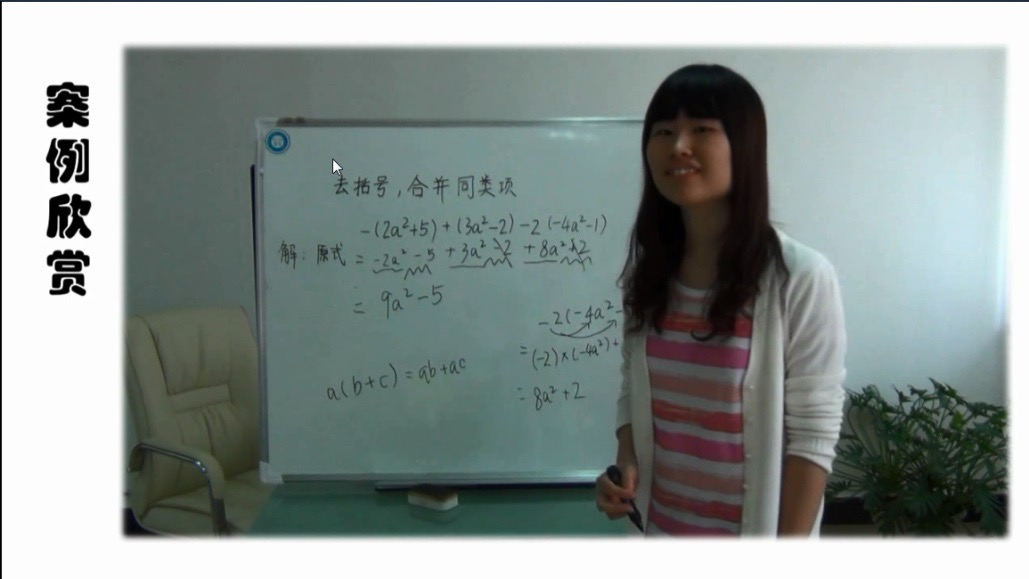 案例欣赏
去括号,合并同类项
-(2a²+5)+(3a²-2)-2(-4a²-1)
解:原式=-2a²-5+3a²-2+8a²+2
=9a²-5
-2(-4a²-
=(-2)×(-4a²)+
=8a²+2
a(b+c)=ab+ac